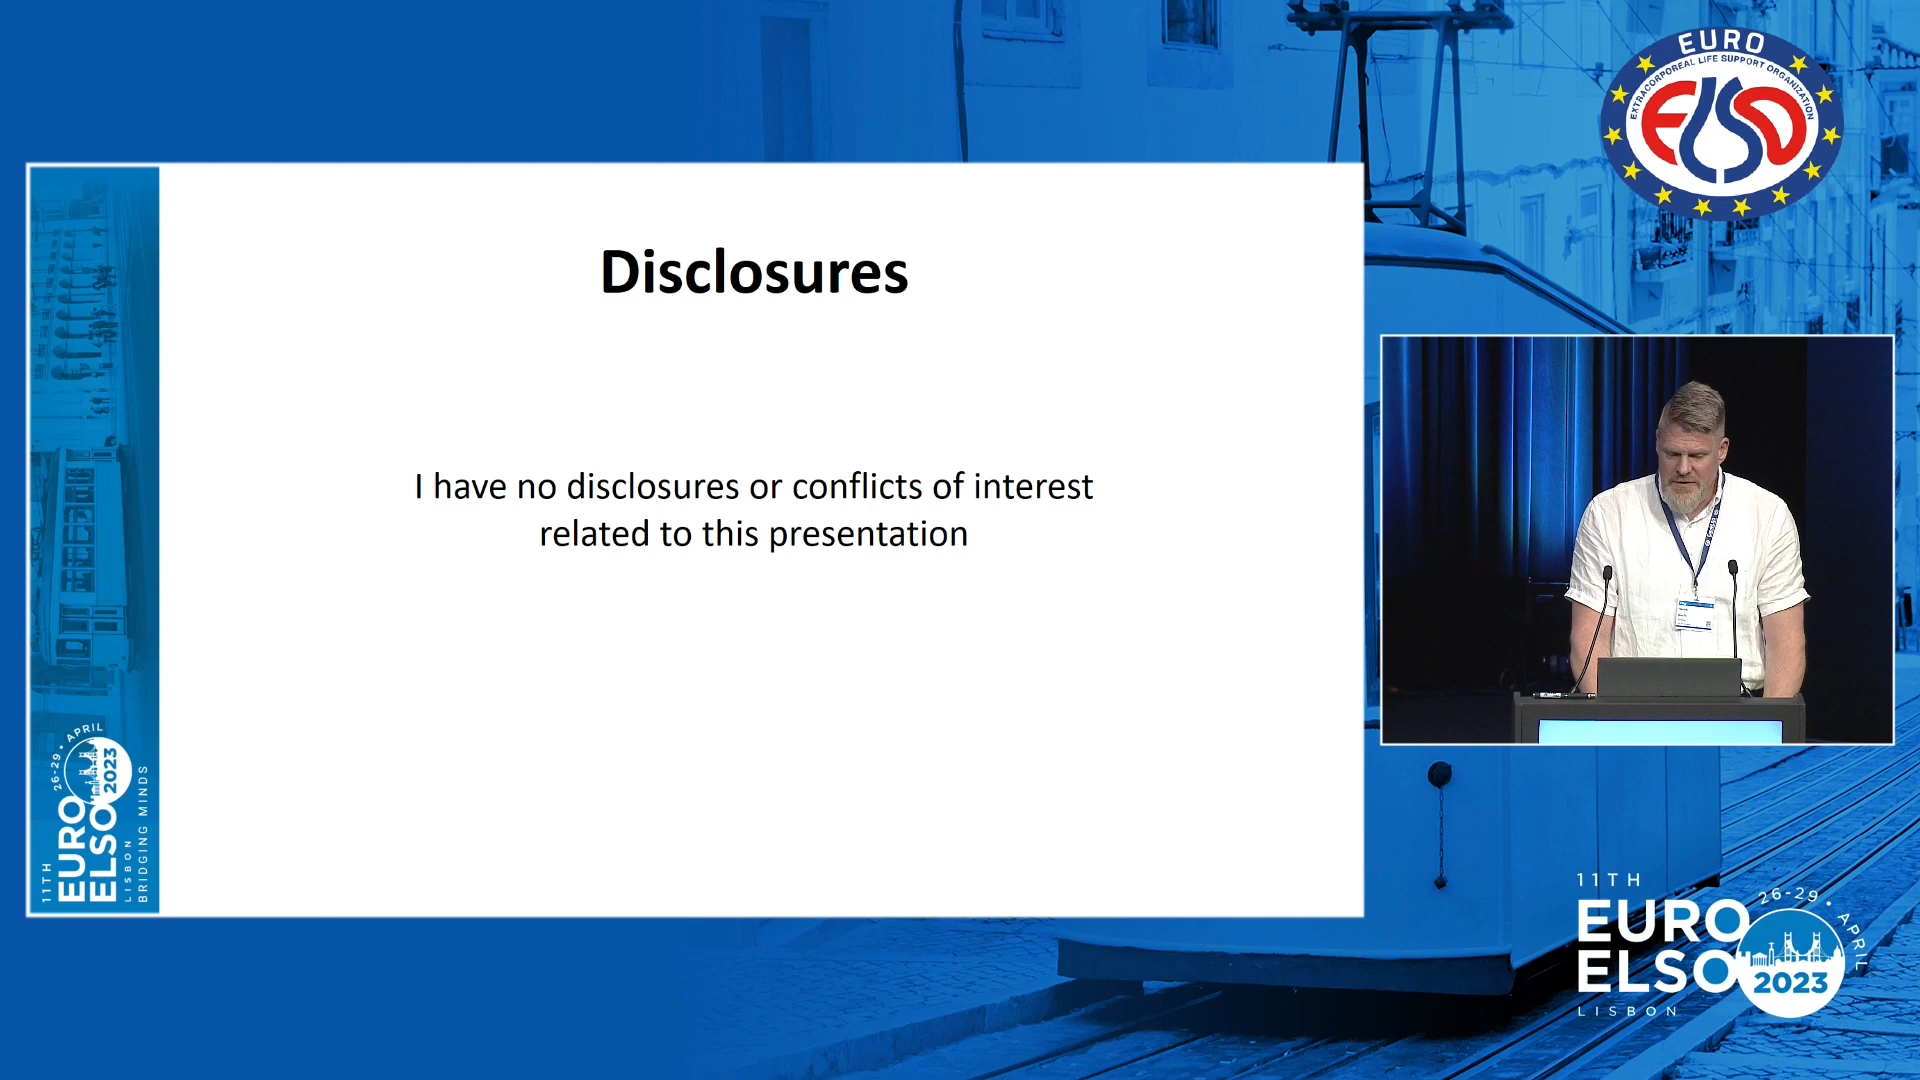 Disclosures
I have no disclosures or conflicts of interest
related to this presentation
11TH
EURO
ELSO
LISBON
BRIDGING MINDS
26-29 • APRIL
2023
EURO
EXTRACORPOREAL LIFE SUPPORT ORGANIZATION
ELSO
11TH
EURO
ELSO
LISBON
26-29 • APRIL
2023